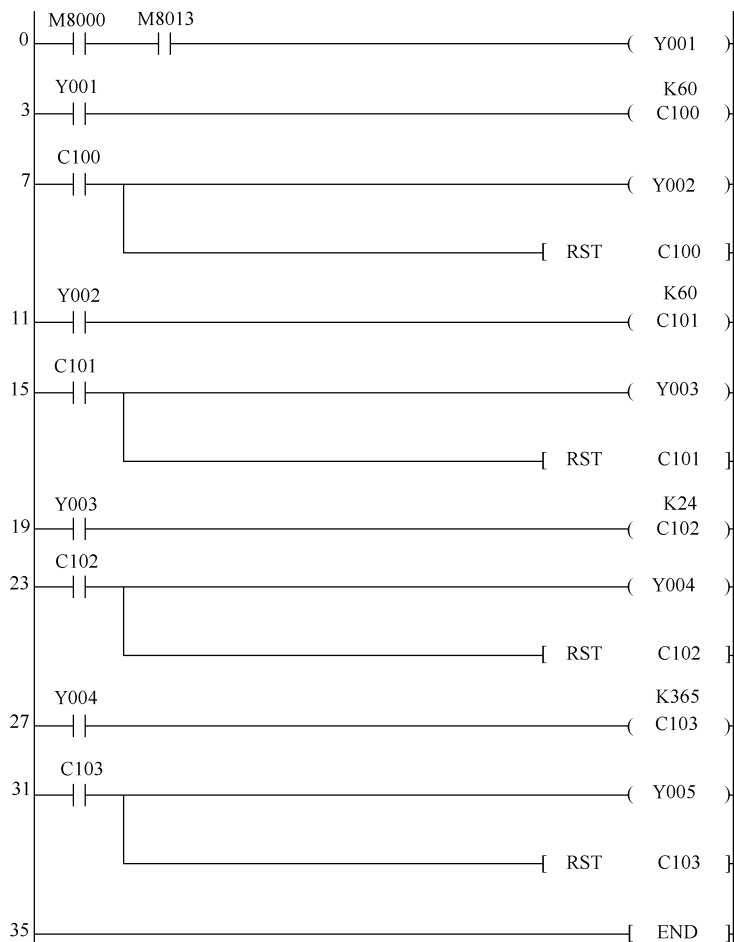 M8000 M8013
0 Y001
Y001 K60
3 C100
C100
7 Y002
RST C100
Y002 K60
11 C101
C101
15 Y003
RST C101
Y003 K24
19 C102
C102
23 Y004
RST C102
Y004 K365
27 C103
C103
31 Y005
RST C103
35 END